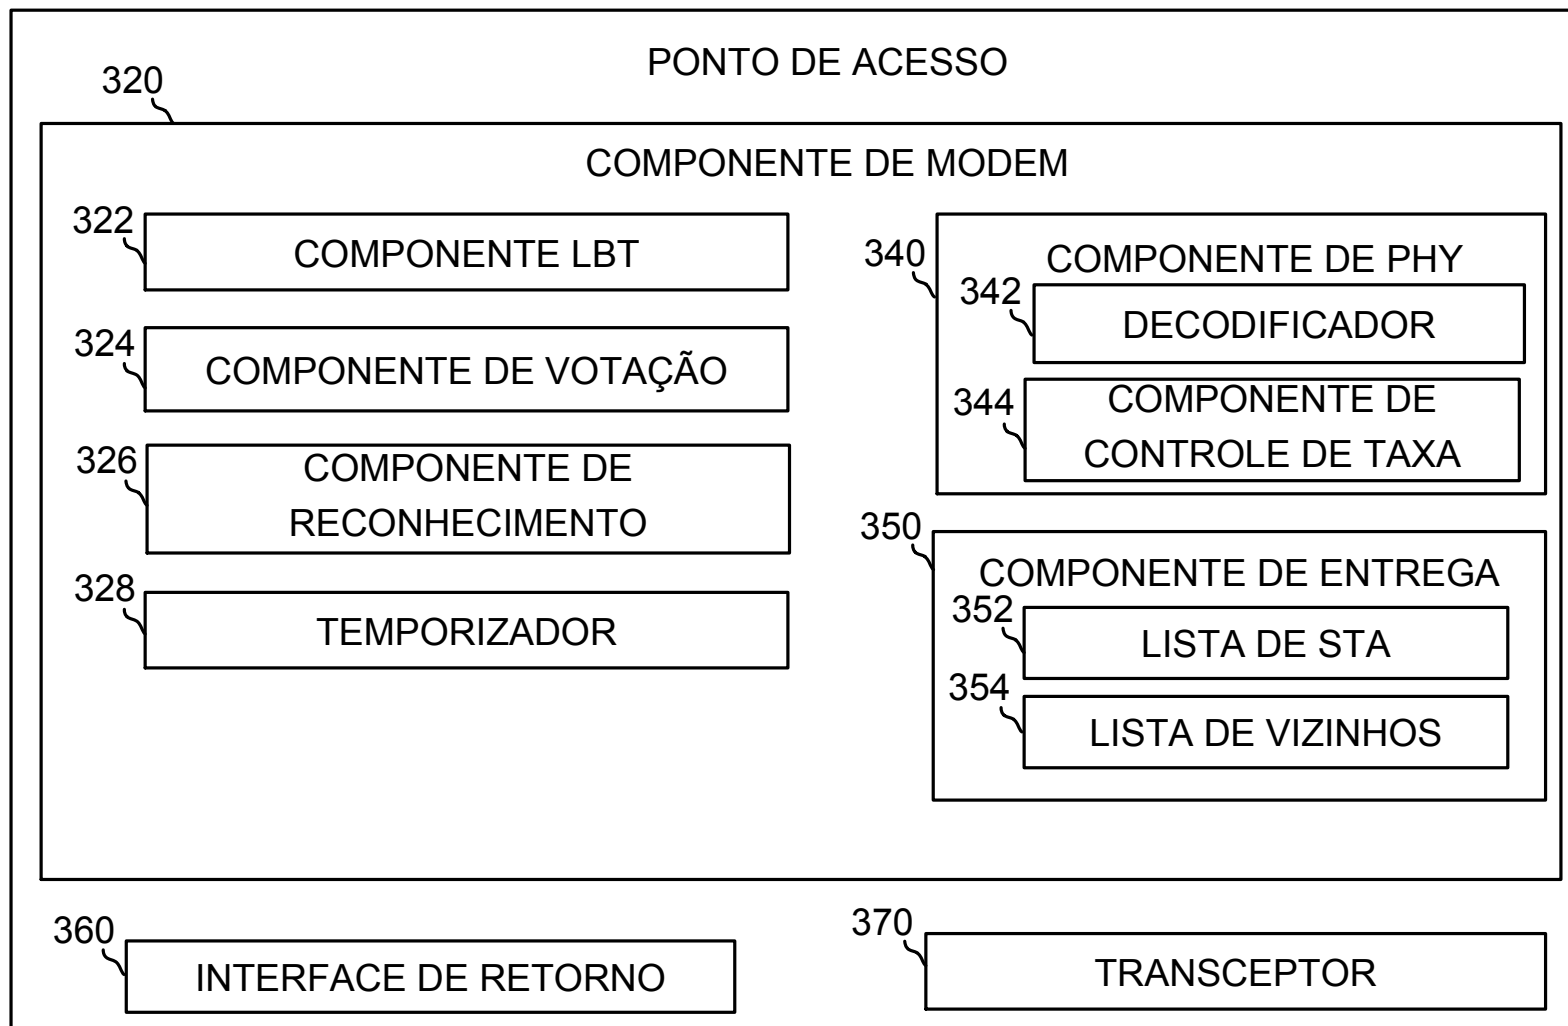 PONTO DE ACESSO
320
COMPONENTE DE MODEM
322
COMPONENTE LBT
324
COMPONENTE DE VOTAÇÃO
326
COMPONENTE DE
RECONHECIMENTO
328
TEMPORIZADOR
340
COMPONENTE DE PHY
342
DECODIFICADOR
344
COMPONENTE DE
CONTROLE DE TAXA
350
COMPONENTE DE ENTREGA
352
LISTA DE STA
354
LISTA DE VIZINHOS
360
INTERFACE DE RETORNO
370
TRANSCEPTOR